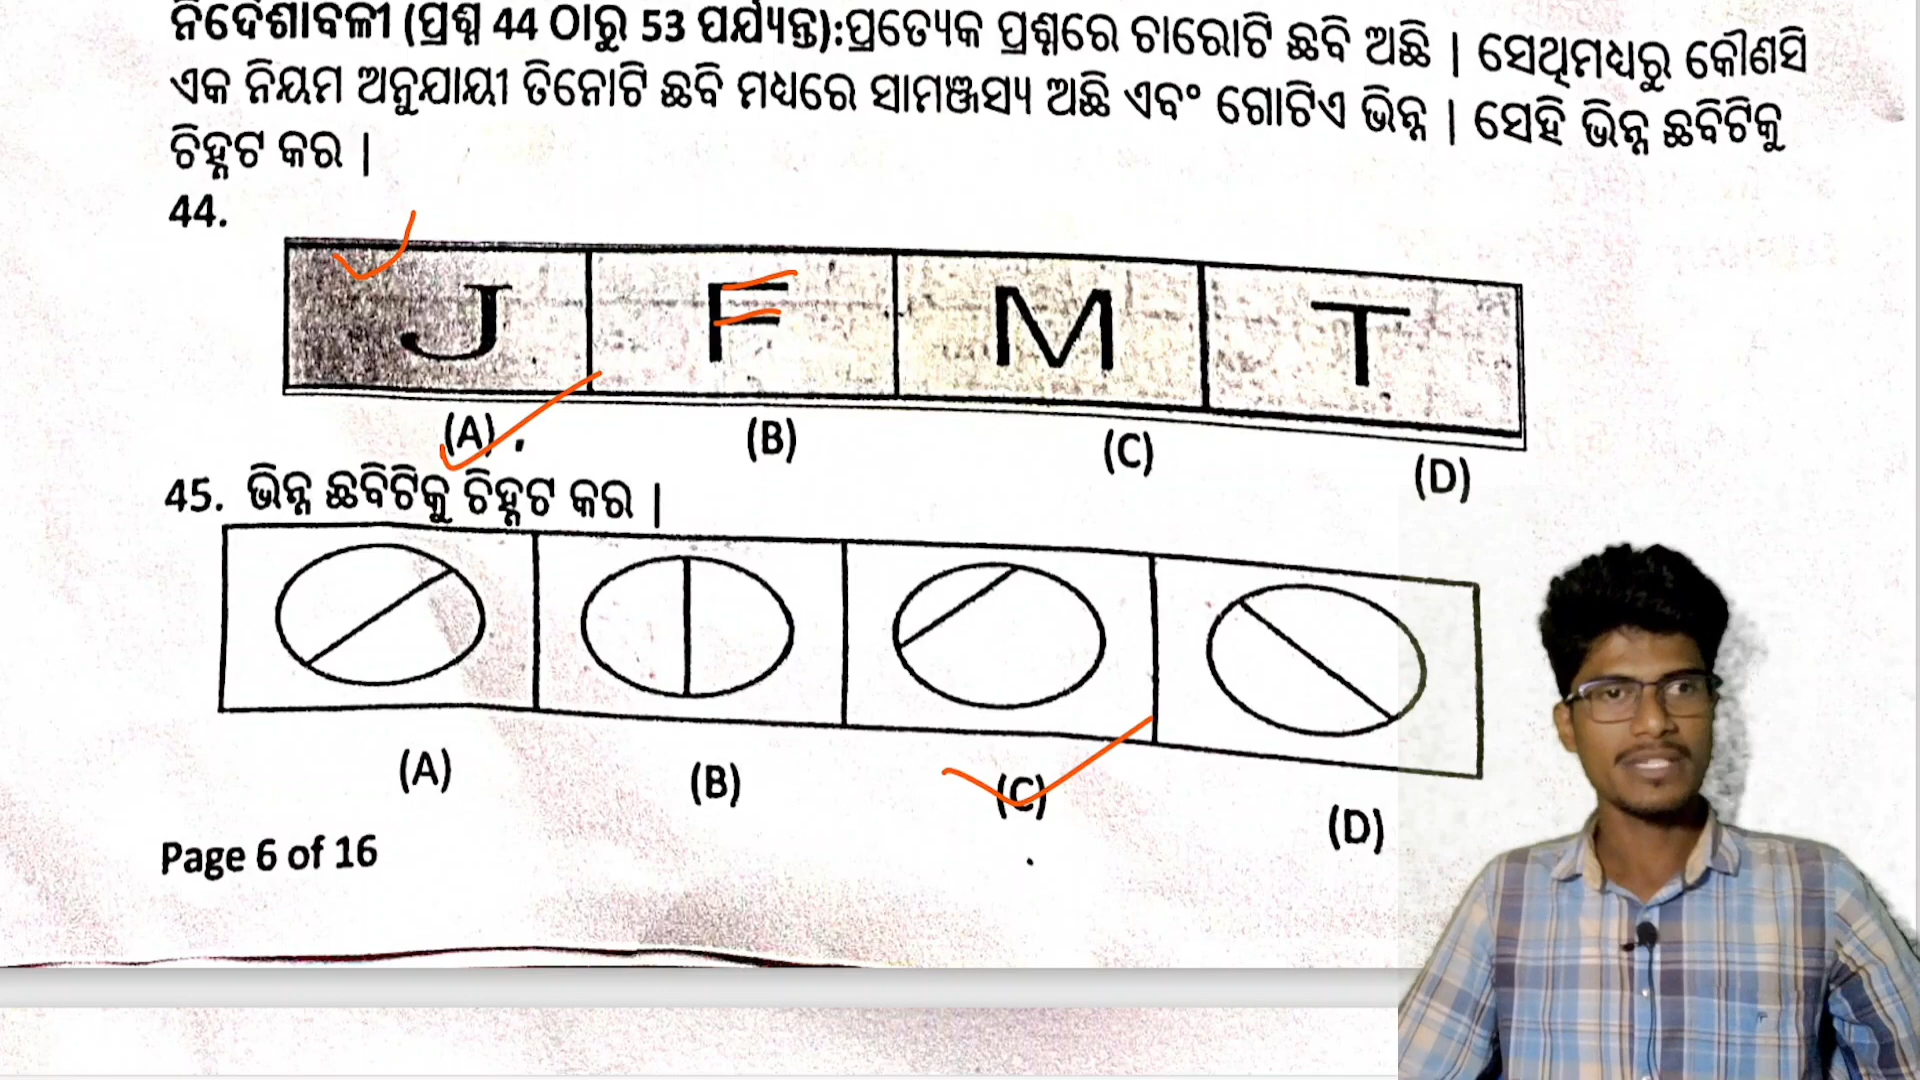 ନିର୍ଦେଶାବଳୀ (ପ୍ରଶ୍ନ 44 ଠାରୁ 53 ପର୍ଯ୍ୟନ୍ତ):ପ୍ରତ୍ୟେକ ପ୍ରଶ୍ନରେ ଚାରୋଟି ଛବି ଅଛି | ସେଥିମଧ୍ୟରୁ କୌଣସି
ଏକ ନିୟମ ଅନୁଯାୟୀ ତିନୋଟି ଛବି ମଧ୍ୟରେ ସାମଞ୍ଜସ୍ୟ ଅଛି ଏବଂ ଗୋଟିଏ ଭିନ୍ନ | ସେହି ଭିନ୍ନ ଛବିଟିକୁ
ଚିହ୍ନଟ କର |
44.
J F M T
(A) (B) (C) (D)
45. ଭିନ୍ନ ଛବିଟିକୁ ଚିହ୍ନଟ କର |
(A) (B) (C) (D)
Page 6 of 16